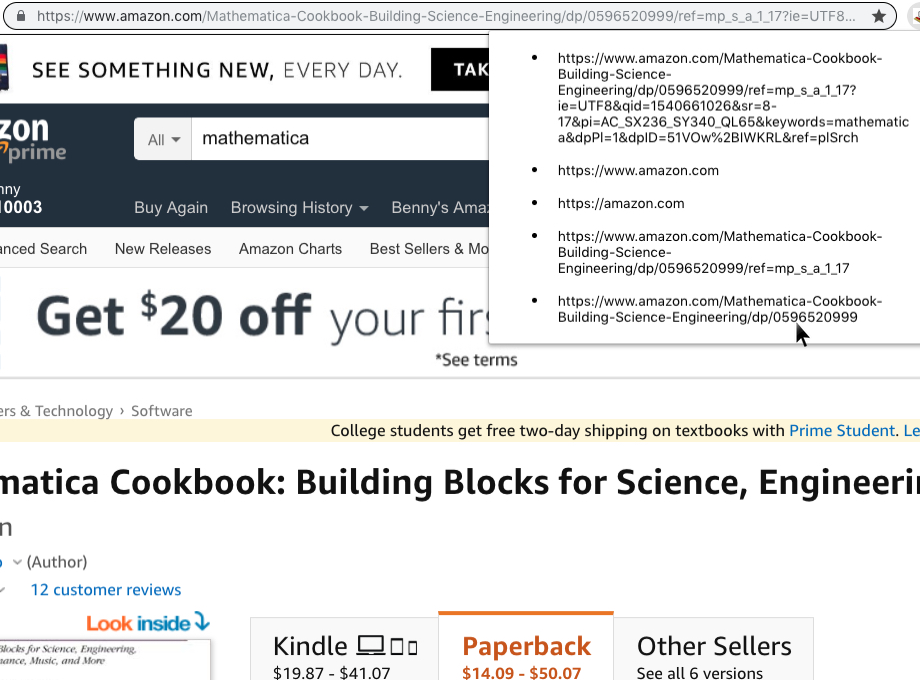 https://www.amazon.com/Mathematica-Cookbook-Building-Science-Engineering/dp/0596520999/ref=mp_s_a_1_17?ie=UTF8...
SEE SOMETHING NEW, EVERY DAY.
TAK
https://www.amazon.com/Mathematica-Cookbook-
Building-Science-
Engineering/dp/0596520999/ref=mp_s_a_1_17?
ie=UTF8&qid=1540661026&sr=8-
17&pi=AC_SX236_SY340_QL65&keywords=mathematic
a&dpPl=1&dpID=51VOw%2BIWKRL&ref=plSrch
https://www.amazon.com
https://amazon.com
https://www.amazon.com/Mathematica-Cookbook-
Building-Science-
Engineering/dp/0596520999/ref=mp_s_a_1_17
https://www.amazon.com/Mathematica-Cookbook-
Building-Science-Engineering/dp/0596520999
zon
prime
All
mathematica
nny
10003
Buy Again Browsing History Benny's Amaz
anced Search New Releases Amazon Charts Best Sellers & Mo
Get $20 off your firs
*See terms
ers & Technology › Software
College students get free two-day shipping on textbooks with Prime Student. Le
matica Cookbook: Building Blocks for Science, Engineerin
n
o (Author)
12 customer reviews
Look inside
Blocks for Science, Engineering,
nance, Music, and More
Kindle
$19.87 - $41.07
Paperback
$14.09 - $50.07
Other Sellers
See all 6 versions